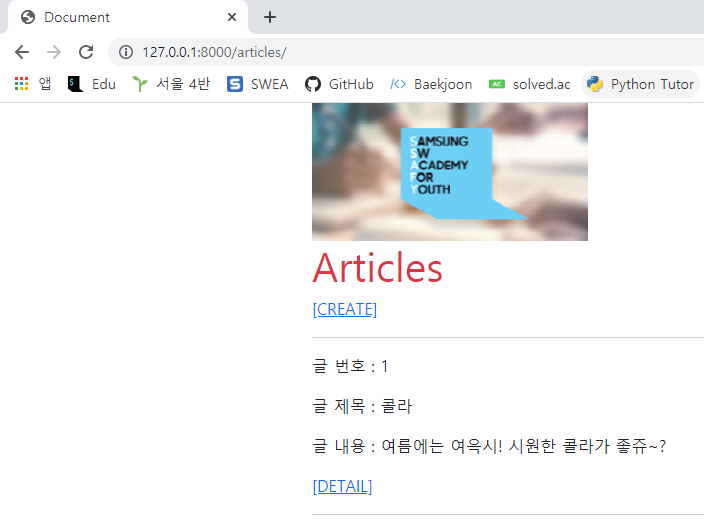 Document
127.0.0.1:8000/articles/
앱 Edu 서울 4반 SWEA GitHub Baekjoon solved.ac Python Tutor
SAMSUNG
SW
ACADEMY
FOR
YOUTH
Articles
[CREATE]
글 번호 : 1
글 제목 : 콜라
글 내용 : 여름에는 여윽시! 시원한 콜라가 좋쥬~?
[DETAIL]